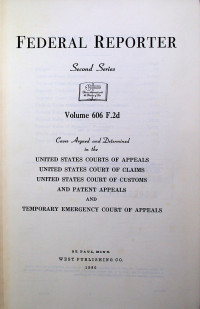 FEDERAL REPORTER
Second Series
Volume 606 F.2d
Cases Argued and Determined
in the
UNITED STATES COURTS OF APPEALS
UNITED STATES COURT OF CLAIMS
UNITED STATES COURT OF CUSTOMS
AND PATENT APPEALS
AND
TEMPORARY EMERGENCY COURT OF APPEALS
ST. PAUL, MINN.
WEST PUBLISHING CO.
1980